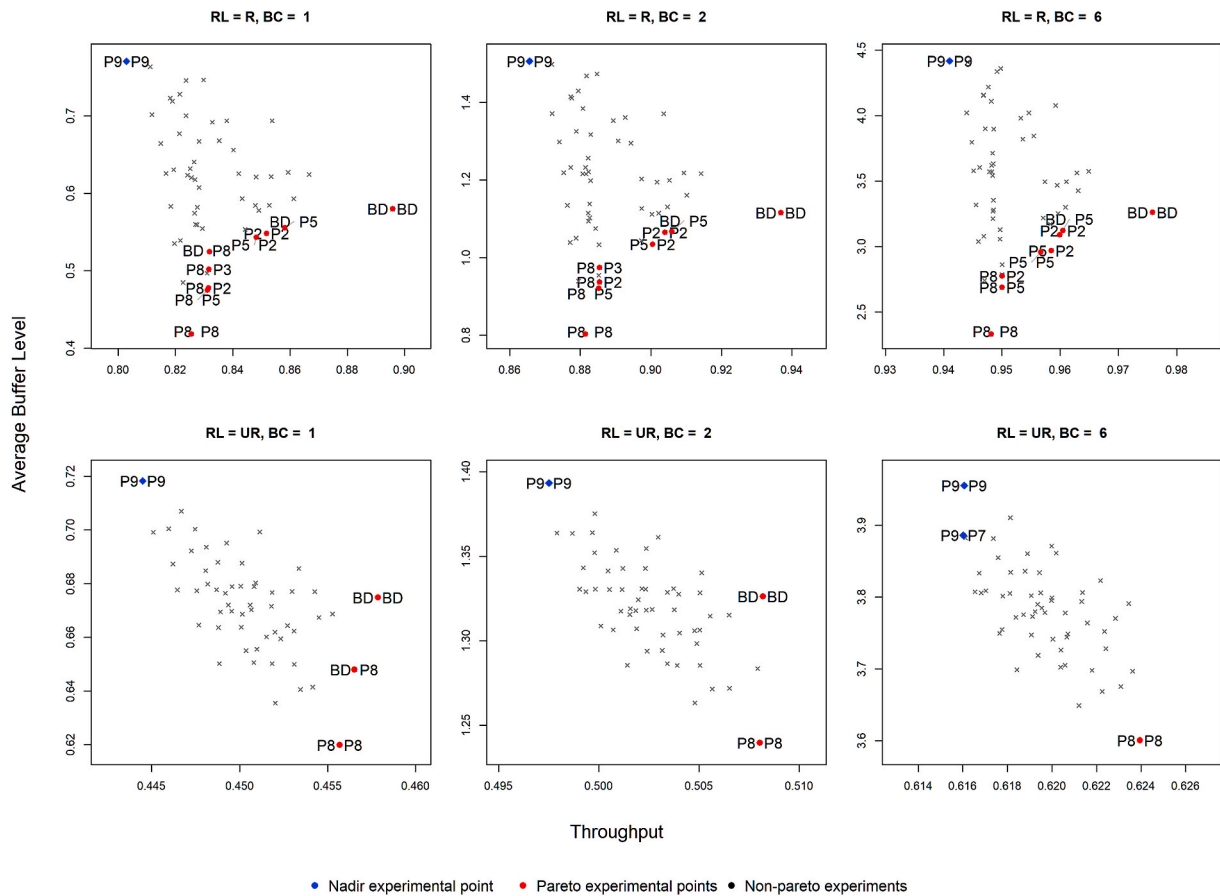 RL = R, BC = 1
RL = R, BC = 2
RL = R, BC = 6
P9 P9
BD BD
BD P5
P2 P2
P5 P2
BD P8
P8 P3
P8 P2
P8 P5
P8 P8
0.4 0.5 0.6 0.7
0.80 0.82 0.84 0.86 0.88 0.90
P9 P9
BD BD
BD P5
P2 P2
P5 P2
P8 P3
P8 P2
P8 P5
P8 P8
0.8 1.0 1.2 1.4
0.86 0.88 0.90 0.92 0.94
P9 P9
BD BD
BD P5
P2 P2
P5 P2
P5 P5
P8 P2
P8 P5
P8 P8
2.5 3.0 3.5 4.0 4.5
0.93 0.94 0.95 0.96 0.97 0.98
Average Buffer Level
RL = UR, BC = 1
RL = UR, BC = 2
RL = UR, BC = 6
P9 P9
BD BD
BD P8
P8 P8
0.62 0.64 0.66 0.68 0.70 0.72
0.445 0.450 0.455 0.460
P9 P9
BD BD
P8 P8
1.25 1.30 1.35 1.40
0.495 0.500 0.505 0.510
P9 P9
P9 P7
P8 P8
3.6 3.7 3.8 3.9
0.614 0.616 0.618 0.620 0.622 0.624 0.626
Throughput
Nadir experimental point
Pareto experimental points
Non-pareto experiments